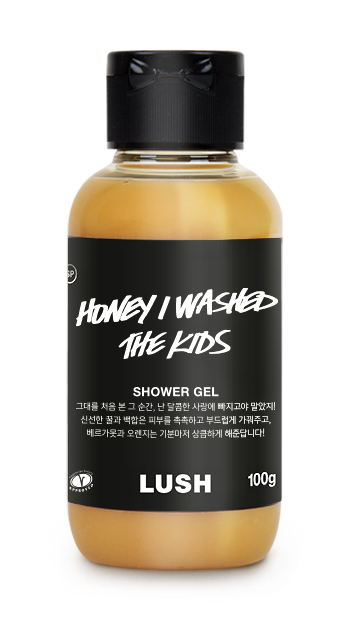 SP
HONEY I WASHED
THE KIDS
SHOWER GEL
그대를 처음 본 그 순간, 난 달콤한 사랑에 빠지고야 말았지!
신선한 꿀과 백합은 피부를 촉촉하고 부드럽게 가꿔주고,
베르가못과 오렌지는 기분마저 상큼하게 해준답니다!
V
LUSH
100g